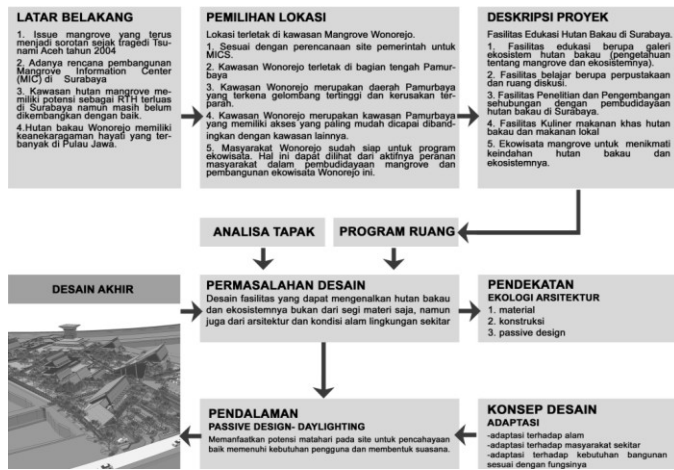 LATAR BELAKANG
1. Issue mangrove yang terus
menjadi sorotan sejak tragedi Tsu-
nami Aceh tahun 2004
2. Adanya rencana pembangunan
Mangrove Information Center
(MIC) di Surabaya
3. Kawasan hutan mangrove me-
miliki potensi sebagai RTH terluas
di Surabaya namun masih belum
dikembangkan dengan baik.
4.Hutan bakau Wonorejo memiliki
keanekaragaman hayati yang ter-
banyak di Pulau Jawa.
PEMILIHAN LOKASI
Lokasi terletak di kawasan Mangrove Wonorejo.
1. Sesuai dengan perencanaan site pemerintah untuk
MICS.
2. Kawasan Wonorejo terletak di bagian tengah Pamur-
baya
3. Kawasan Wonorejo merupakan daerah Pamurbaya
yang terkena gelombang tertinggi dan kerusakan ter-
parah.
4. Kawasan Wonorejo merupakan kawasan Pamurbaya
yang memiliki akses yang paling mudah dicapai diband-
ingkan dengan kawasan lainnya.
5. Masyarakat Wonorejo sudah siap untuk program
ekowisata. Hal ini dapat dilihat dari aktifnya peranan
masyarakat dalam pembudidayaan mangrove dan
pembangunan ekowisata Wonorejo ini.
DESKRIPSI PROYEK
Fasilitas Edukasi Hutan Bakau di Surabaya.
1. Fasilitas edukasi berupa galeri
ekosistem hutan bakau (pengetahuan
tentang mangrove dan ekosistemnya).
2. Fasilitas belajar berupa perpustakaan
dan ruang diskusi.
3. Fasilitas Penelitian dan Pengembangan
sehubungan dengan pembudidayaan
hutan bakau di Surabaya.
4. Fasilitas Kuliner makanan khas hutan
bakau dan makanan lokal
5. Ekowisata mangrove untuk menikmati
keindahan hutan bakau dan
ekosistemnya.
ANALISA TAPAK
PROGRAM RUANG
DESAIN AKHIR
PERMASALAHAN DESAIN
Desain fasilitas yang dapat mengenalkan hutan bakau
dan ekosistemnya bukan dari segi materi saja, namun
juga dari arsitektur dan kondisi alam lingkungan sekitar
PENDEKATAN
EKOLOGI ARSITEKTUR
1. material
2. konstruksi
3. passive design
PENDALAMAN
PASSIVE DESIGN- DAYLIGHTING
Memanfaatkan potensi matahari pada site untuk pencahayaan
baik memenuhi kebutuhan pengguna dan membentuk suasana.
KONSEP DESAIN
ADAPTASI
-adaptasi terhadap alam
-adaptasi terhadap masyarakat sekitar
-adaptasi terhadap kebutuhan bangunan
sesuai dengan fungsinya